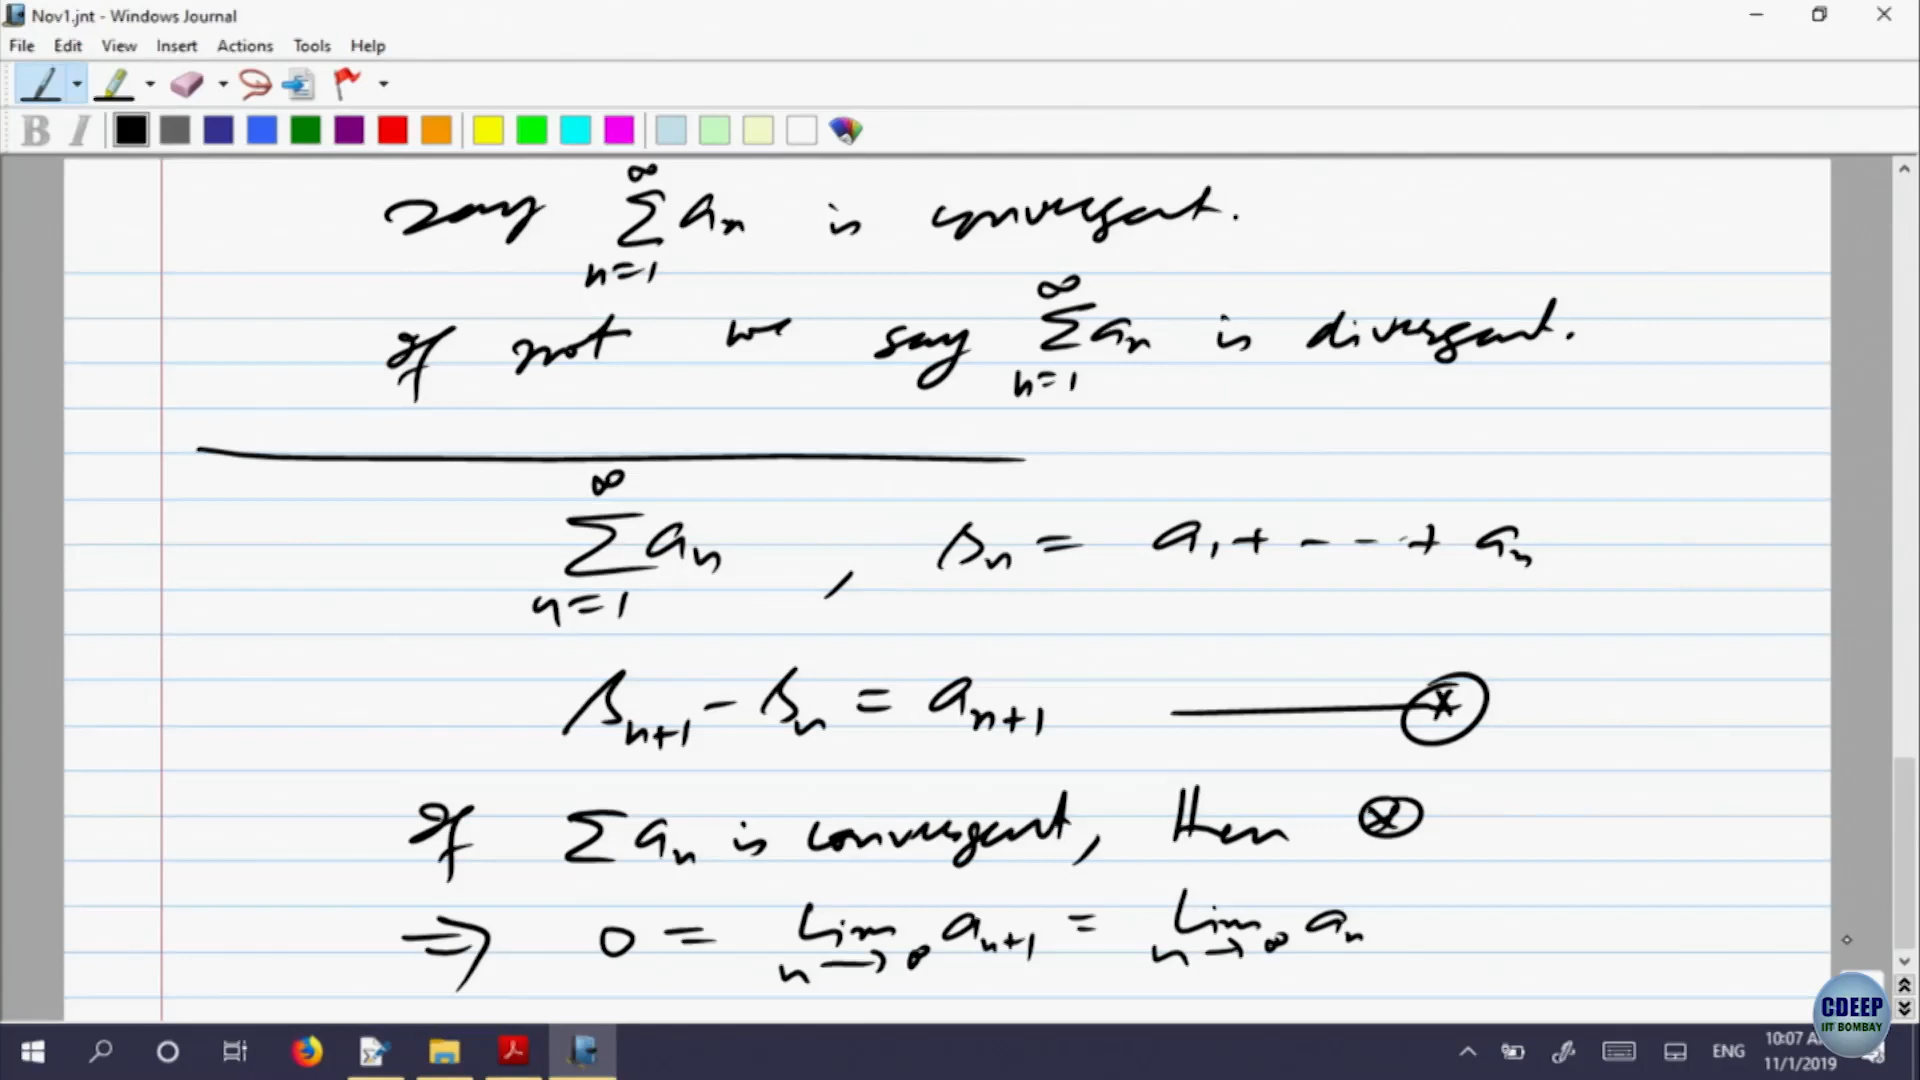 Nov1.jnt - Windows Journal
File Edit View Insert Actions Tools Help
B I
say ∑_{n=1}^{∞} a_n is convergent.
If not we say ∑_{n=1}^{∞} a_n is divergent.
∑_{n=1}^{∞} a_n , s_n = a_1 + - - - + a_n
s_{n+1} - s_n = a_{n+1} ——— ⊛
If ∑ a_n is convergent, then ⊛
⇒ 0 = lim_{n→∞} a_{n+1} = lim_{n→∞} a_n
CDEEP
IIT BOMBAY
ENG
10:07 A
11/1/2019